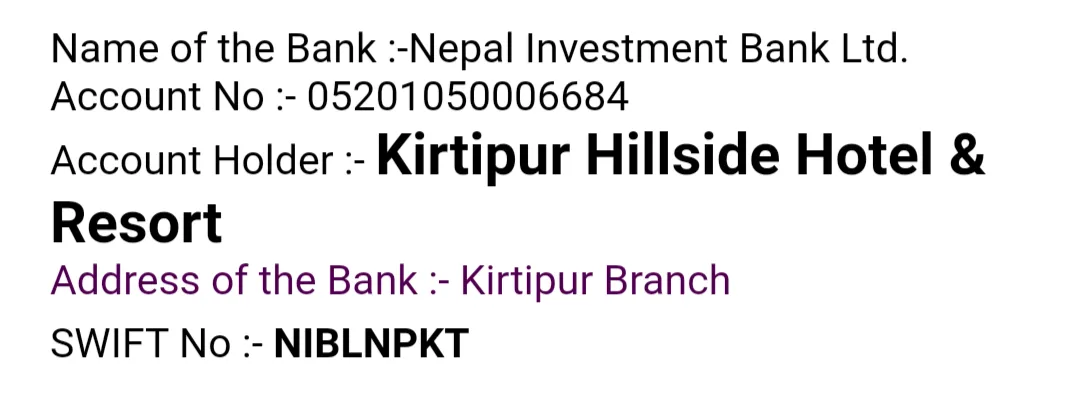 Name of the Bank :-Nepal Investment Bank Ltd.
Account No :- 05201050006684
Account Holder :- Kirtipur Hillside Hotel &
Resort
Address of the Bank :- Kirtipur Branch
SWIFT No :- NIBLNPKT